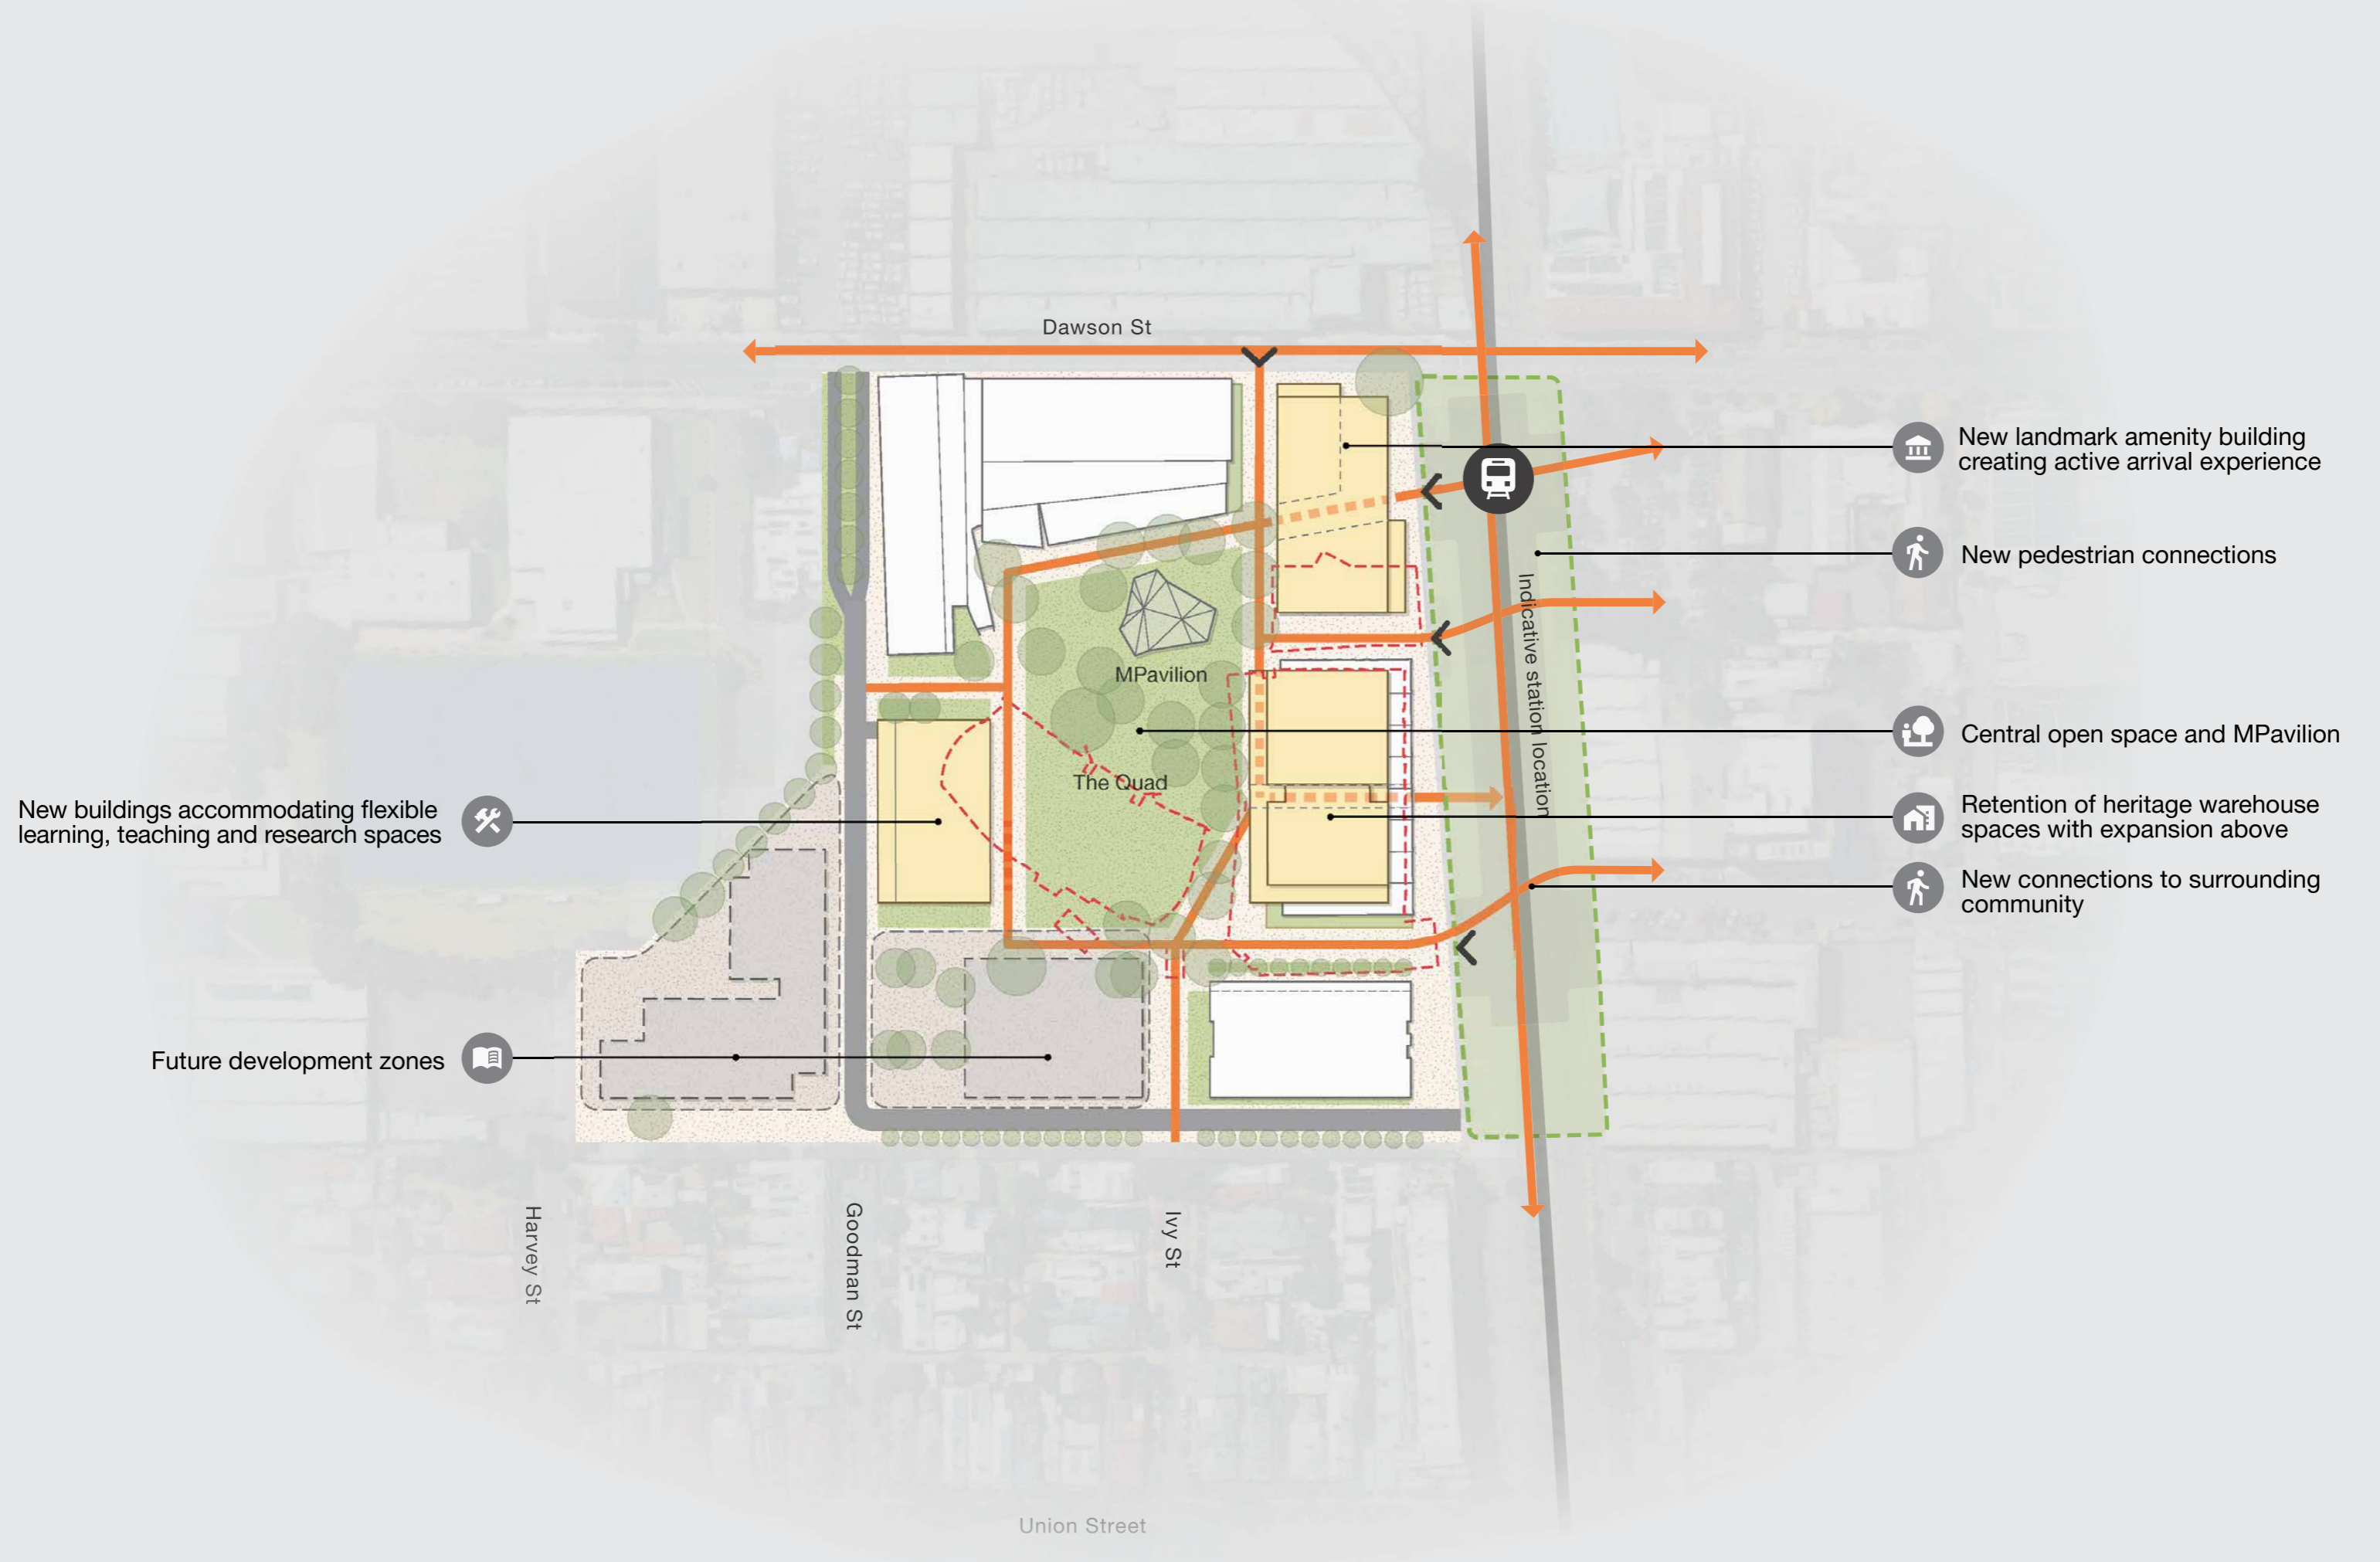 Dawson St
New landmark amenity building
creating active arrival experience
New pedestrian connections
Indicative station location
MPavilion
Central open space and MPavilion
The Quad
New buildings accommodating flexible
learning, teaching and research spaces
Retention of heritage warehouse
spaces with expansion above
New connections to surrounding
community
Future development zones
Harvey St
Goodman St
Ivy St
Union Street